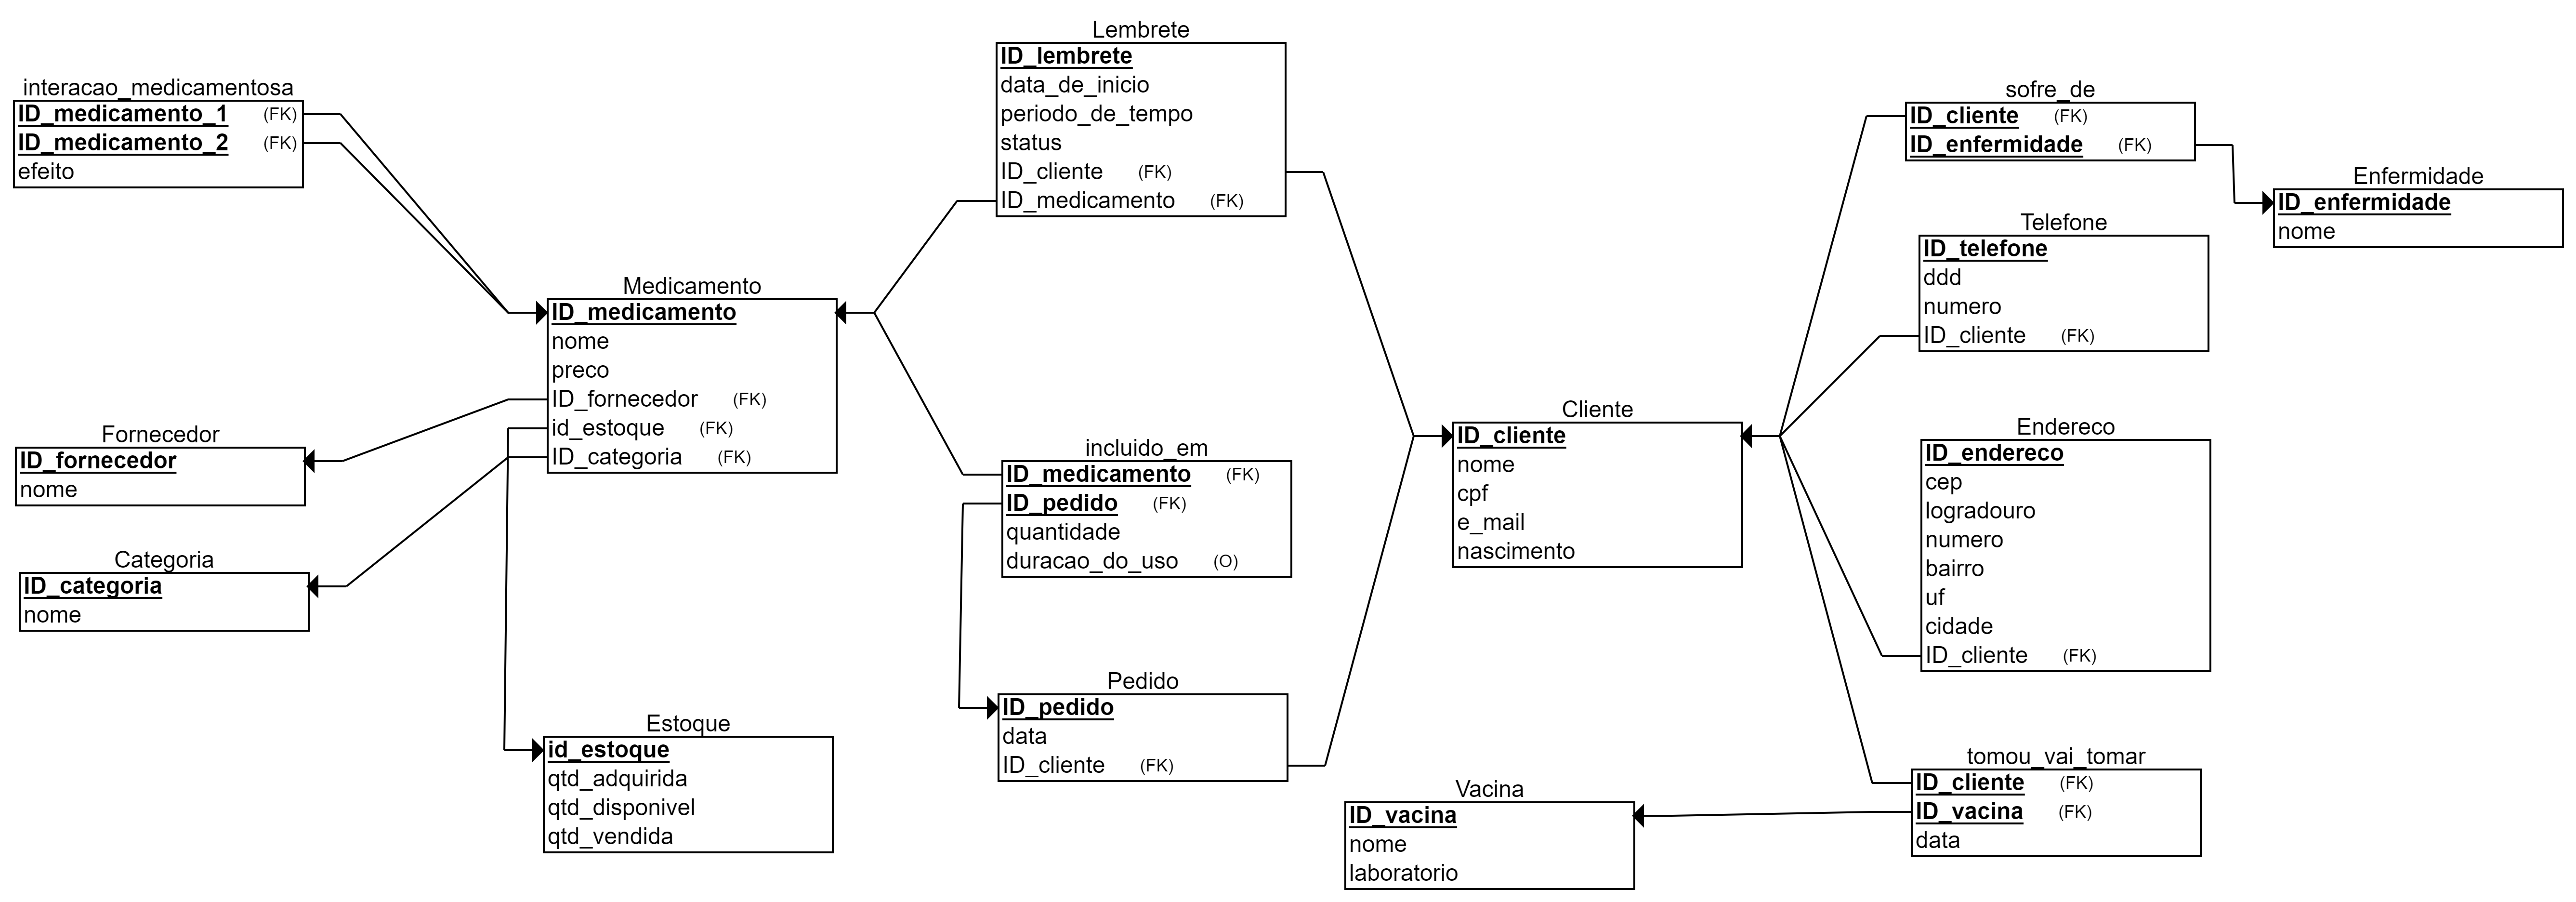 interacao_medicamentosa
ID_medicamento_1 (FK)
ID_medicamento_2 (FK)
efeito
Fornecedor
ID_fornecedor
nome
Categoria
ID_categoria
nome
Medicamento
ID_medicamento
nome
preco
ID_fornecedor (FK)
id_estoque (FK)
ID_categoria (FK)
Estoque
id_estoque
qtd_adquirida
qtd_disponivel
qtd_vendida
Lembrete
ID_lembrete
data_de_inicio
periodo_de_tempo
status
ID_cliente (FK)
ID_medicamento (FK)
incluido_em
ID_medicamento (FK)
ID_pedido (FK)
quantidade
duracao_do_uso (O)
Pedido
ID_pedido
data
ID_cliente (FK)
Cliente
ID_cliente
nome
cpf
e_mail
nascimento
Vacina
ID_vacina
nome
laboratorio
sofre_de
ID_cliente (FK)
ID_enfermidade (FK)
Enfermidade
ID_enfermidade
nome
Telefone
ID_telefone
ddd
numero
ID_cliente (FK)
Endereco
ID_endereco
cep
logradouro
numero
bairro
uf
cidade
ID_cliente (FK)
tomou_vai_tomar
ID_cliente (FK)
ID_vacina (FK)
data